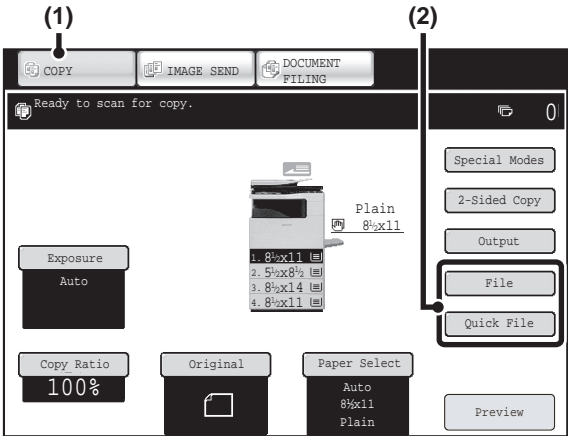 (1)
(2)
COPY
IMAGE SEND
DOCUMENT
FILING
Ready to scan for copy.
0
Special Modes
2-Sided Copy
Output
File
Quick File
Preview
Plain
8½x11
1. 8½x11
2. 5½x8½
3. 8½x14
4. 8½x11
Exposure
Auto
Copy Ratio
100%
Original
Paper Select
Auto
8½x11
Plain